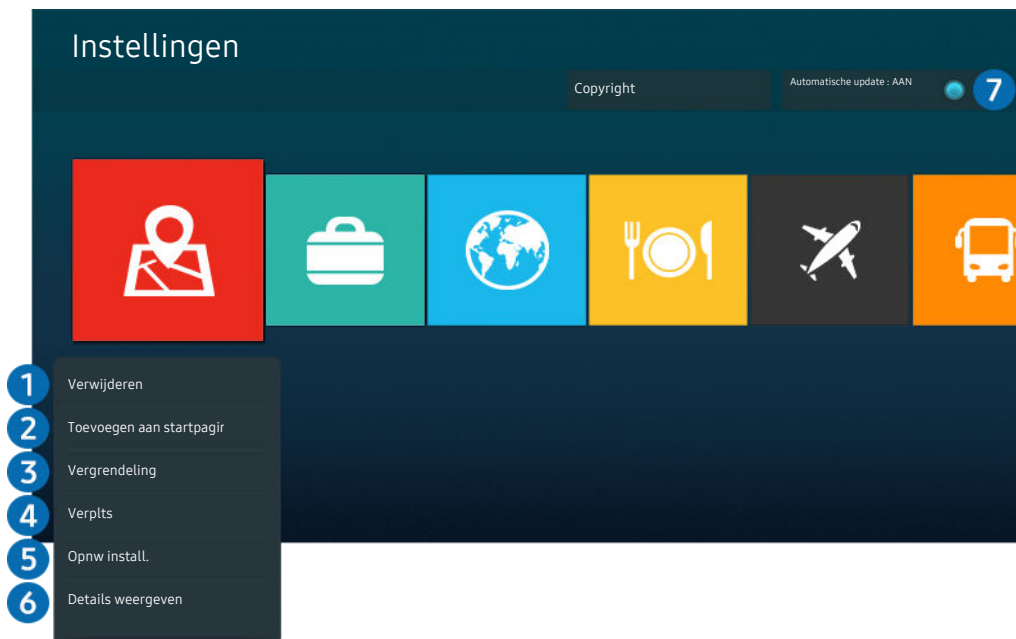 Instellingen
Copyright
Automatische update : AAN
7
1 Verwijderen
2 Toevoegen aan startpagir
3 Vergrendeling
4 Verplts
5 Opnw install.
6 Details weergeven